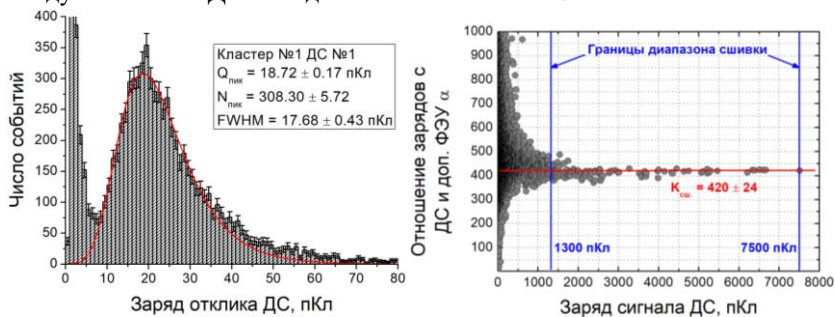 400
350
300
250
200
150
100
50
0
Число событий
Кластер №1 ДС №1
Qпик = 18.72 ± 0.17 пКл
Nпик = 308.30 ± 5.72
FWHM = 17.68 ± 0.43 пКл
0 10 20 30 40 50 60 70 80
Заряд отклика ДС, пКл
Отношение зарядов с
ДС и доп. ФЭУ α
1000
900
800
700
600
500
400
300
200
100
Границы диапазона сшивки
Kсш. = 420 ± 24
1300 пКл
7500 пКл
0 1000 2000 3000 4000 5000 6000 7000 8000
Заряд сигнала ДС, пКл